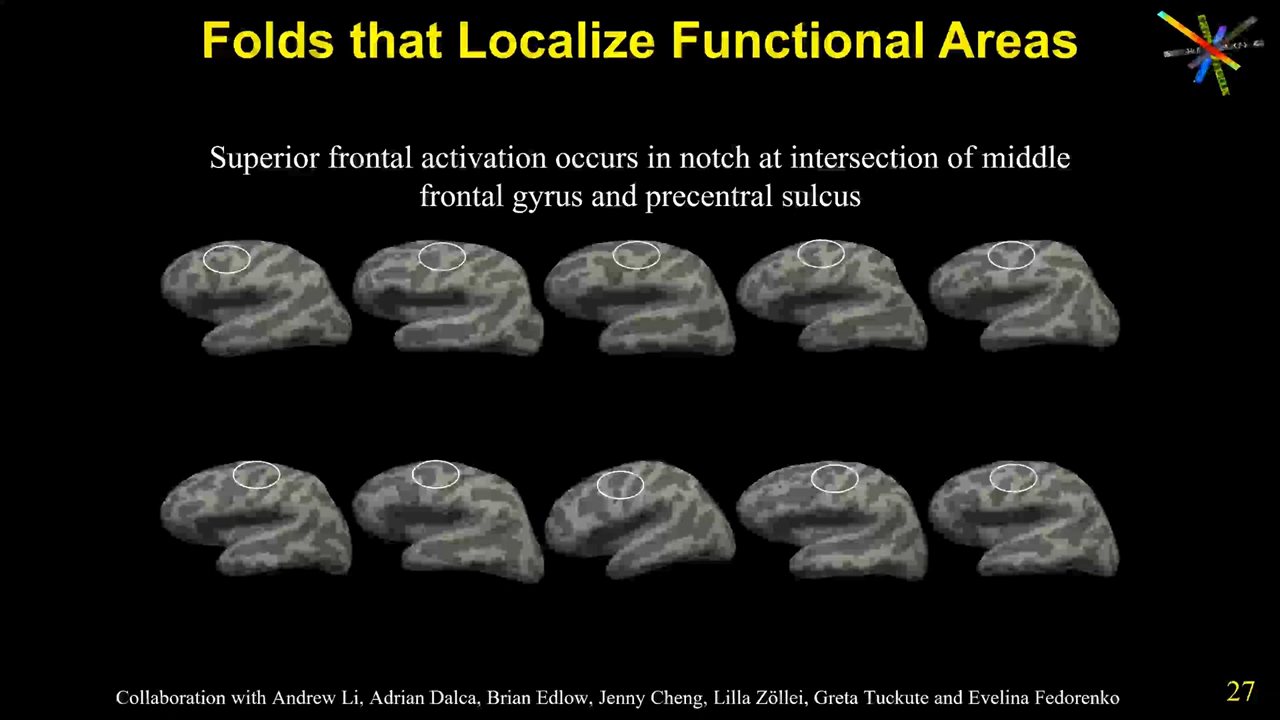 Folds that Localize Functional Areas
Superior frontal activation occurs in notch at intersection of middle
frontal gyrus and precentral sulcus
Collaboration with Andrew Li, Adrian Dalca, Brian Edlow, Jenny Cheng, Lilla Zöllei, Greta Tuckute and Evelina Fedorenko
27